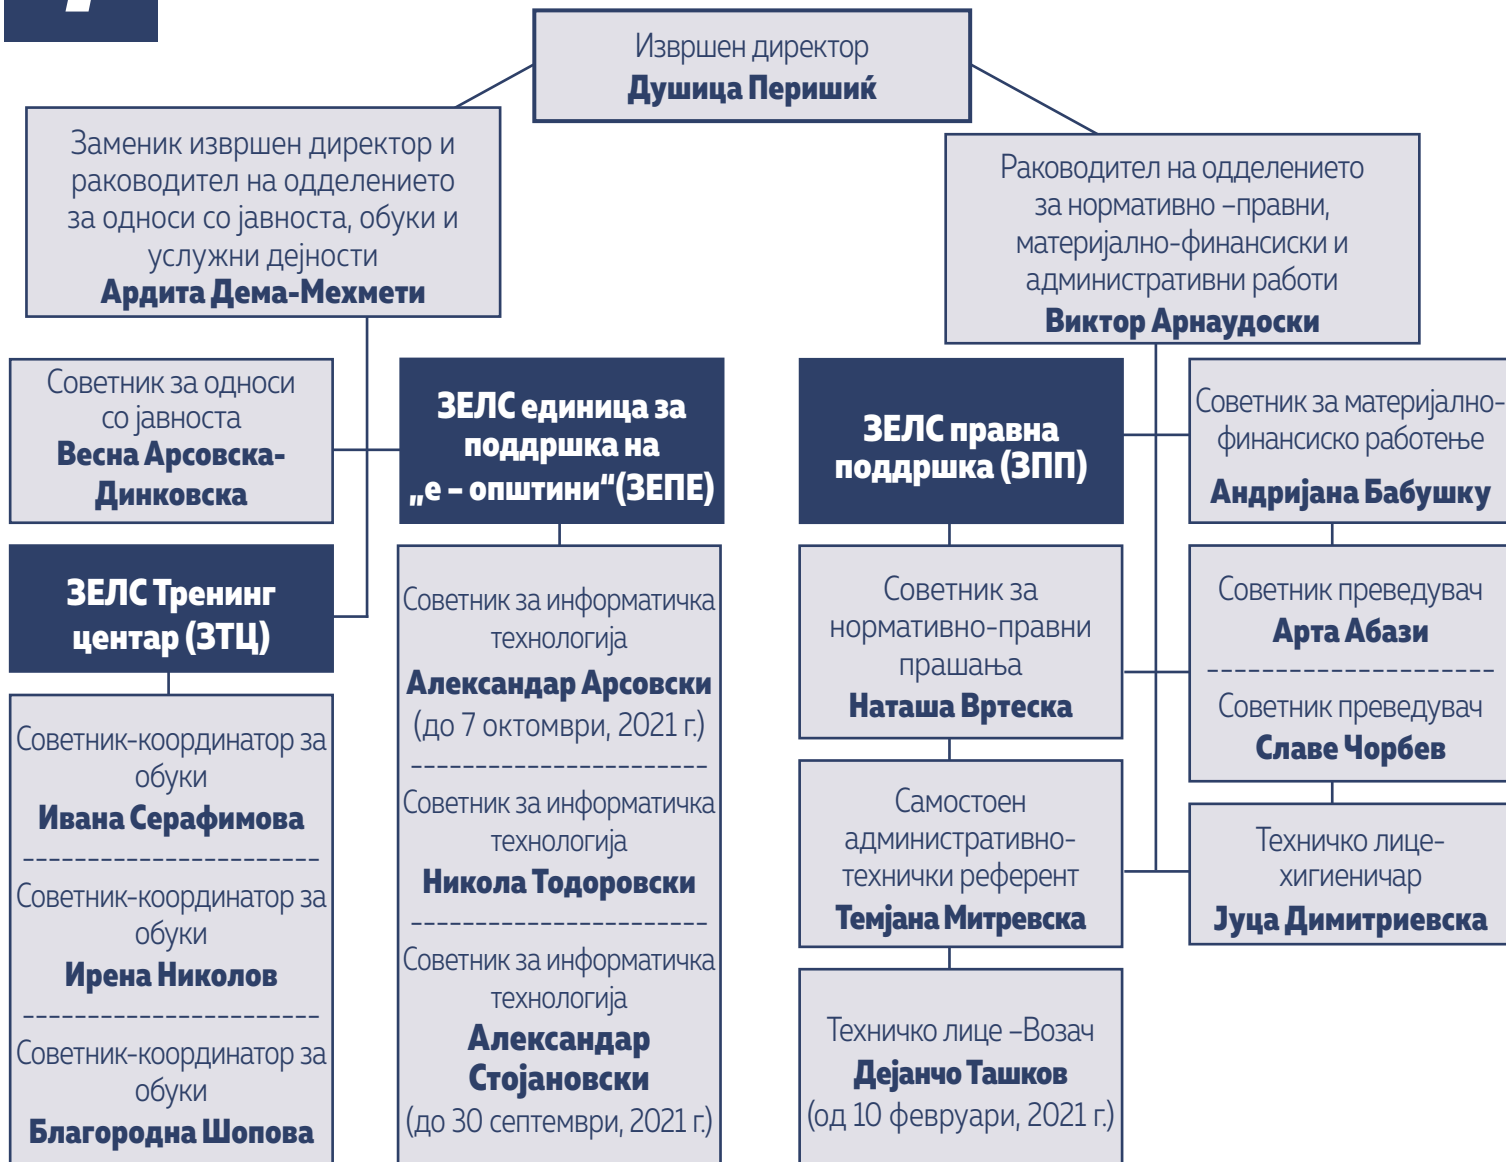 Извршен директор
Душица Перишиќ
Заменик извршен директор и
раководител на одделението
за односи со јавноста, обуки и
услужни дејности
Ардита Дема-Мехмети
Раководител на одделението
за нормативно –правни,
материјално-финансиски и
административни работи
Виктор Арнаудоски
Советник за односи
со јавноста
Весна Арсовска-
Динковска
ЗЕЛС единица за
поддршка на
„е – општини“(ЗЕПЕ)
ЗЕЛС правна
поддршка (ЗПП)
Советник за материјално-
финансиско работење
Андријана Бабушку
ЗЕЛС Тренинг
центар (ЗТЦ)
Советник-координатор за
обуки
Ивана Серафимова
Советник-координатор за
обуки
Ирена Николов
Советник-координатор за
обуки
Благородна Шопова
Советник за информатичка
технологија
Александар Арсовски
(до 7 октомври, 2021 г.)
Советник за информатичка
технологија
Никола Тодоровски
Советник за информатичка
технологија
Александар
Стојановски
(до 30 септември, 2021 г.)
Советник за
нормативно-правни
прашања
Наташа Вртеска
Самостоен
административно-
технички референт
Темјана Митревска
Техничко лице –Возач
Дејанчо Ташков
(од 10 февруари, 2021 г.)
Советник преведувач
Арта Абази
Советник преведувач
Славе Чорбев
Техничко лице-
хигиеничар
Јуца Димитриевска